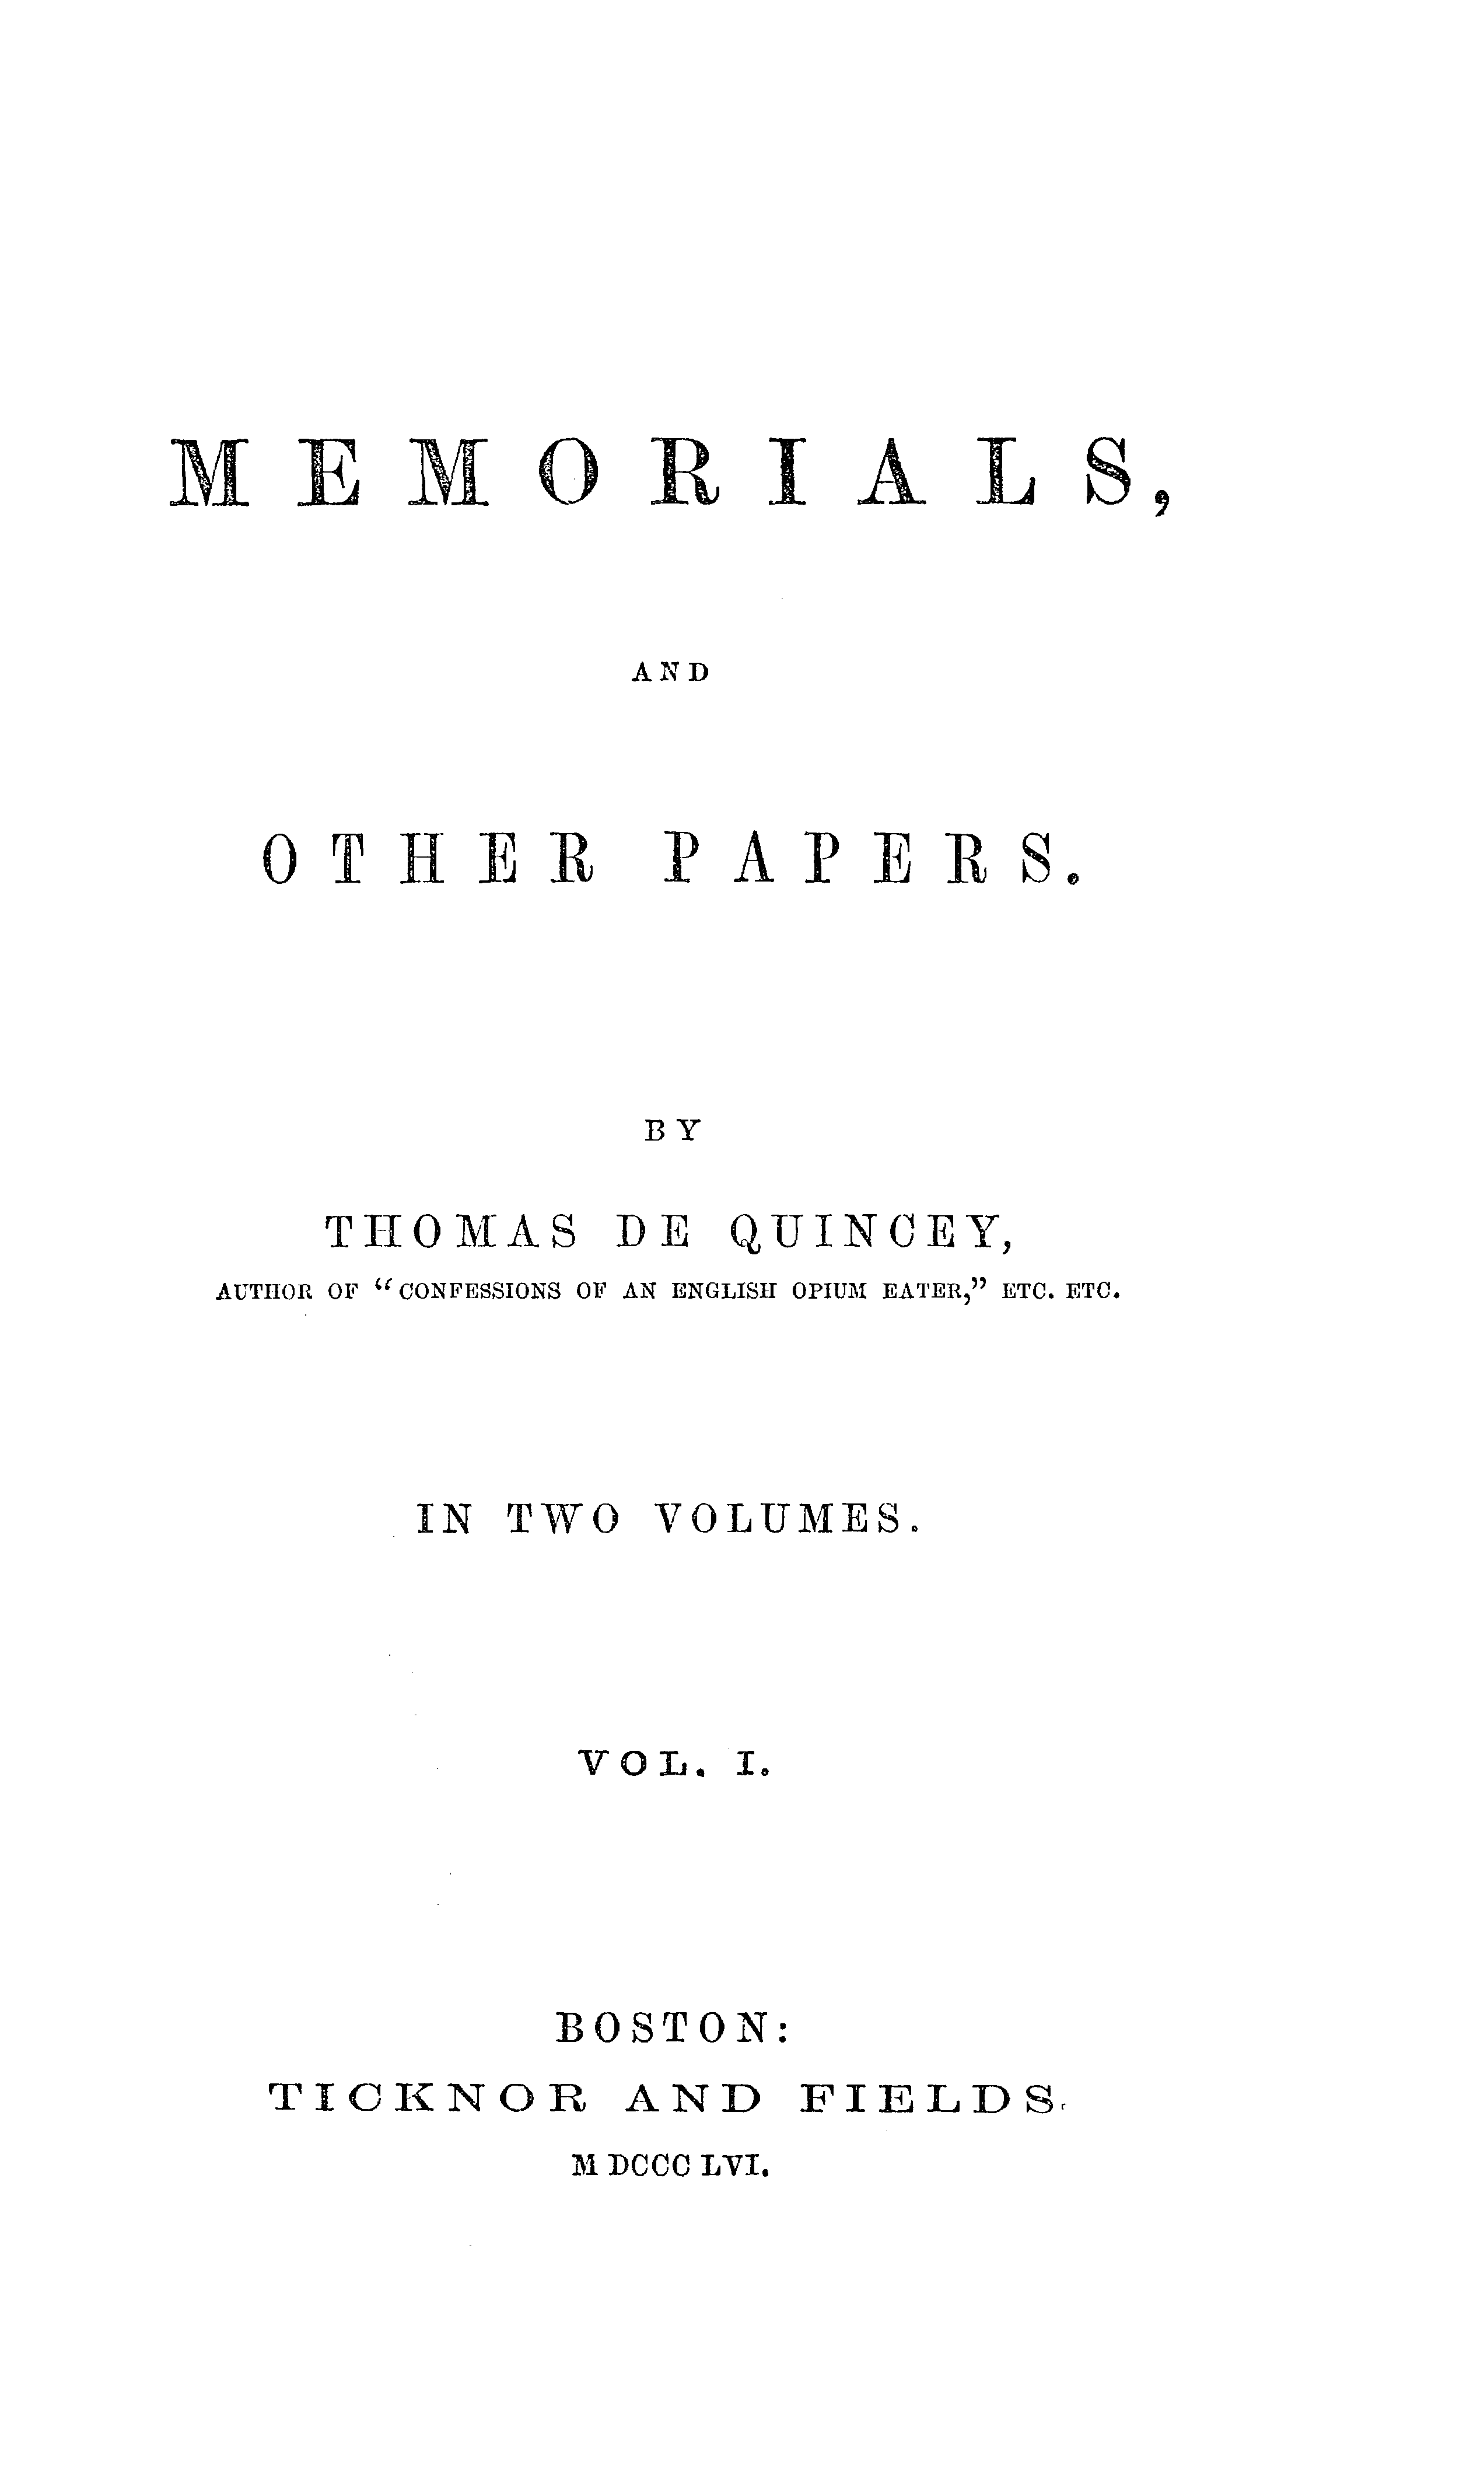 MEMORIALS,
AND
OTHER PAPERS.
BY
THOMAS DE QUINCEY,
AUTHOR OF “CONFESSIONS OF AN ENGLISH OPIUM EATER,” ETC. ETC.
IN TWO VOLUMES.
VOL. I.
BOSTON:
TICKNOR AND FIELDS.
M DCCC LVI.